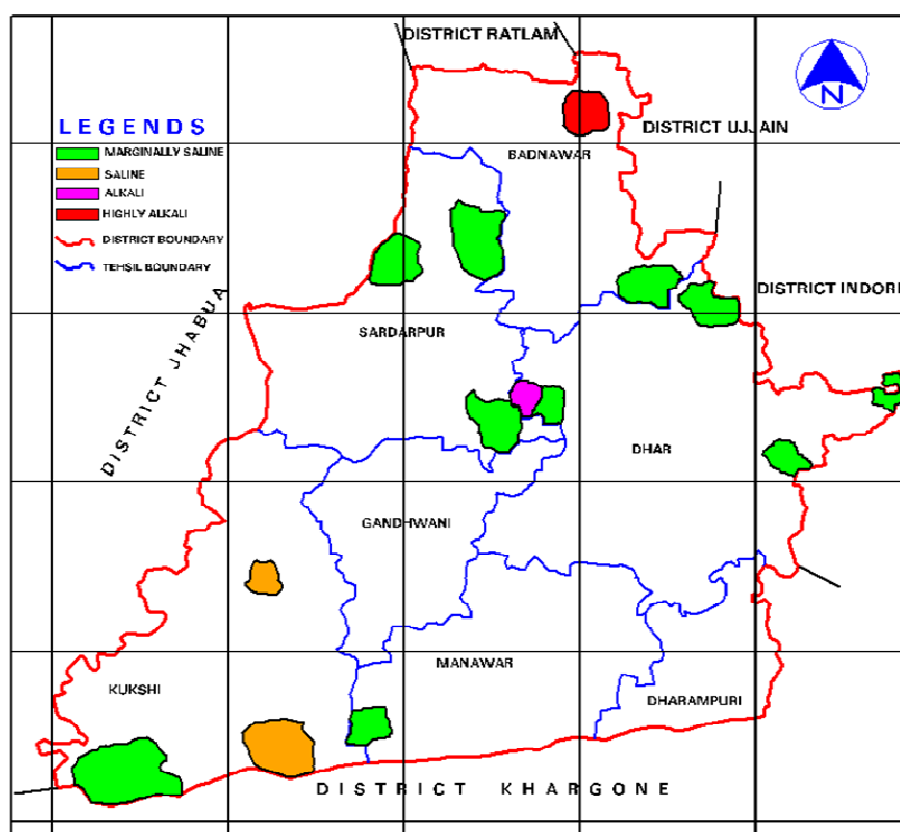 DISTRICT RATLAM
N
LEGENDS
DISTRICT UJJAIN
MARGINALLY SALINE
BADNAWAR
SALINE
ALKALI
HIGHLY ALKALI
DISTRICT BOUNDARY
TEHSIL BOUNDARY
DISTRICT INDORE
SARDARPUR
DISTRICT JHABUA
DHAR
GANDHWANI
MANAWAR
KUKSHI
DHARAMPURI
DISTRICT KHARGONE